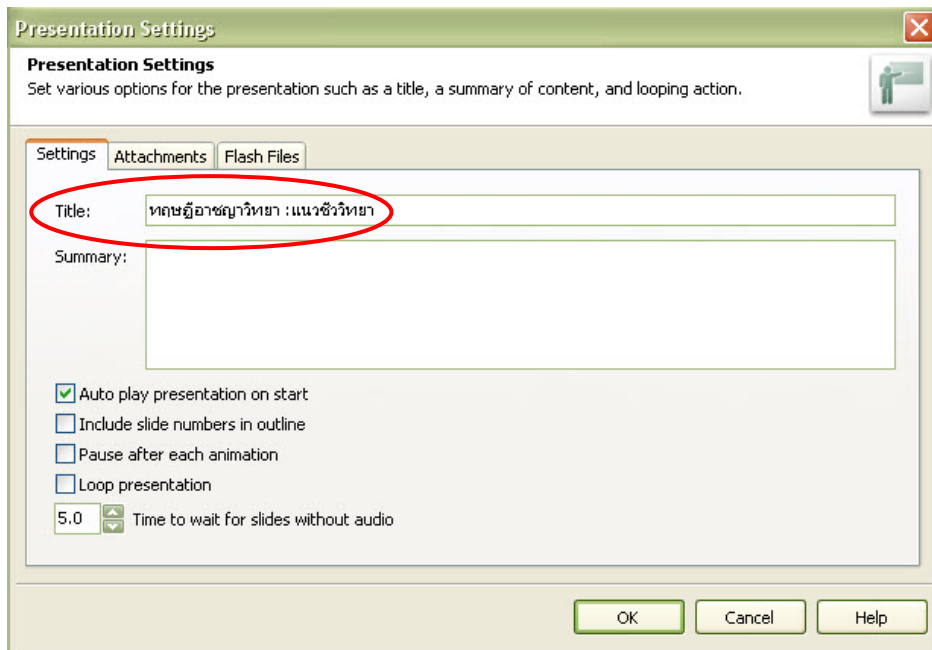 Presentation Settings
Presentation Settings
Set various options for the presentation such as a title, a summary of content, and looping action.
Settings Attachments Flash Files
Title: ทฤษฎีอาชญาวิทยา :แนวชีววิทยา
Summary:
Auto play presentation on start
Include slide numbers in outline
Pause after each animation
Loop presentation
5.0 Time to wait for slides without audio
OK Cancel Help